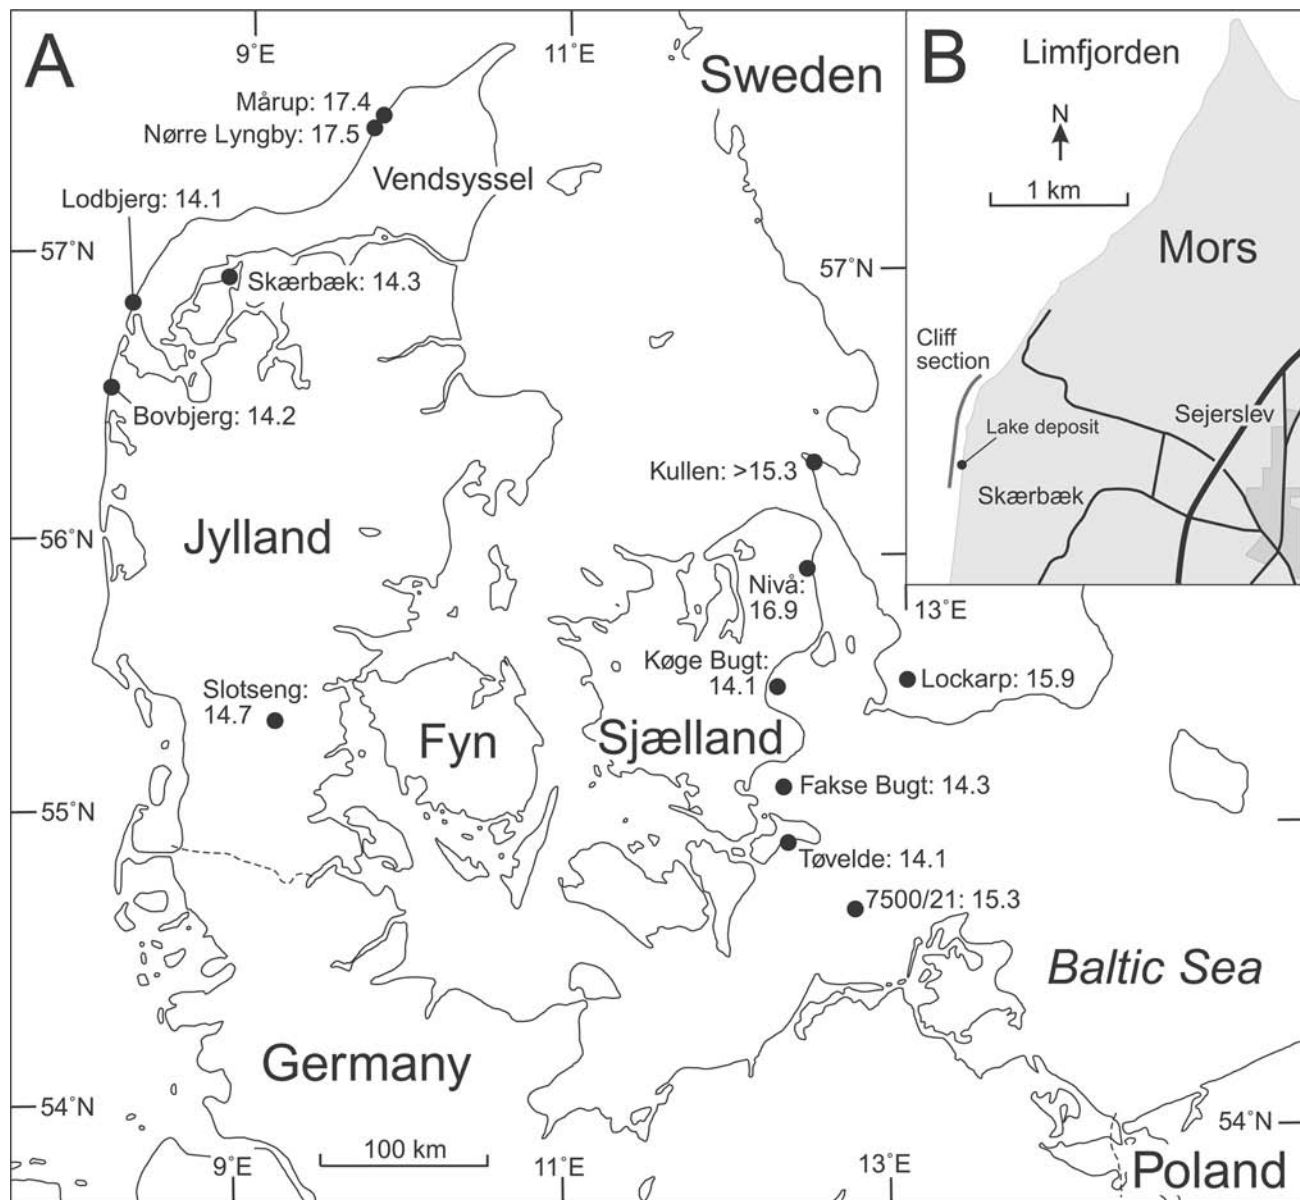 A
9˚E
11˚E
Sweden
Mårup: 17.4
Nørre Lyngby: 17.5
Vendsyssel
Lodbjerg: 14.1
57˚N
57˚N
Skærbæk: 14.3
Bovbjerg: 14.2
Kullen: >15.3
56˚N
Jylland
Nivå:
16.9
13˚E
Køge Bugt:
14.1
Lockarp: 15.9
Slotseng:
14.7
Fyn
Sjælland
Fakse Bugt: 14.3
55˚N
Tøvelde: 14.1
7500/21: 15.3
Baltic Sea
Germany
54˚N
54˚N
100 km
9˚E
11˚E
13˚E
Poland
B
Limfjorden
N
1 km
Mors
Cliff
section
Sejerslev
Lake deposit
Skærbæk